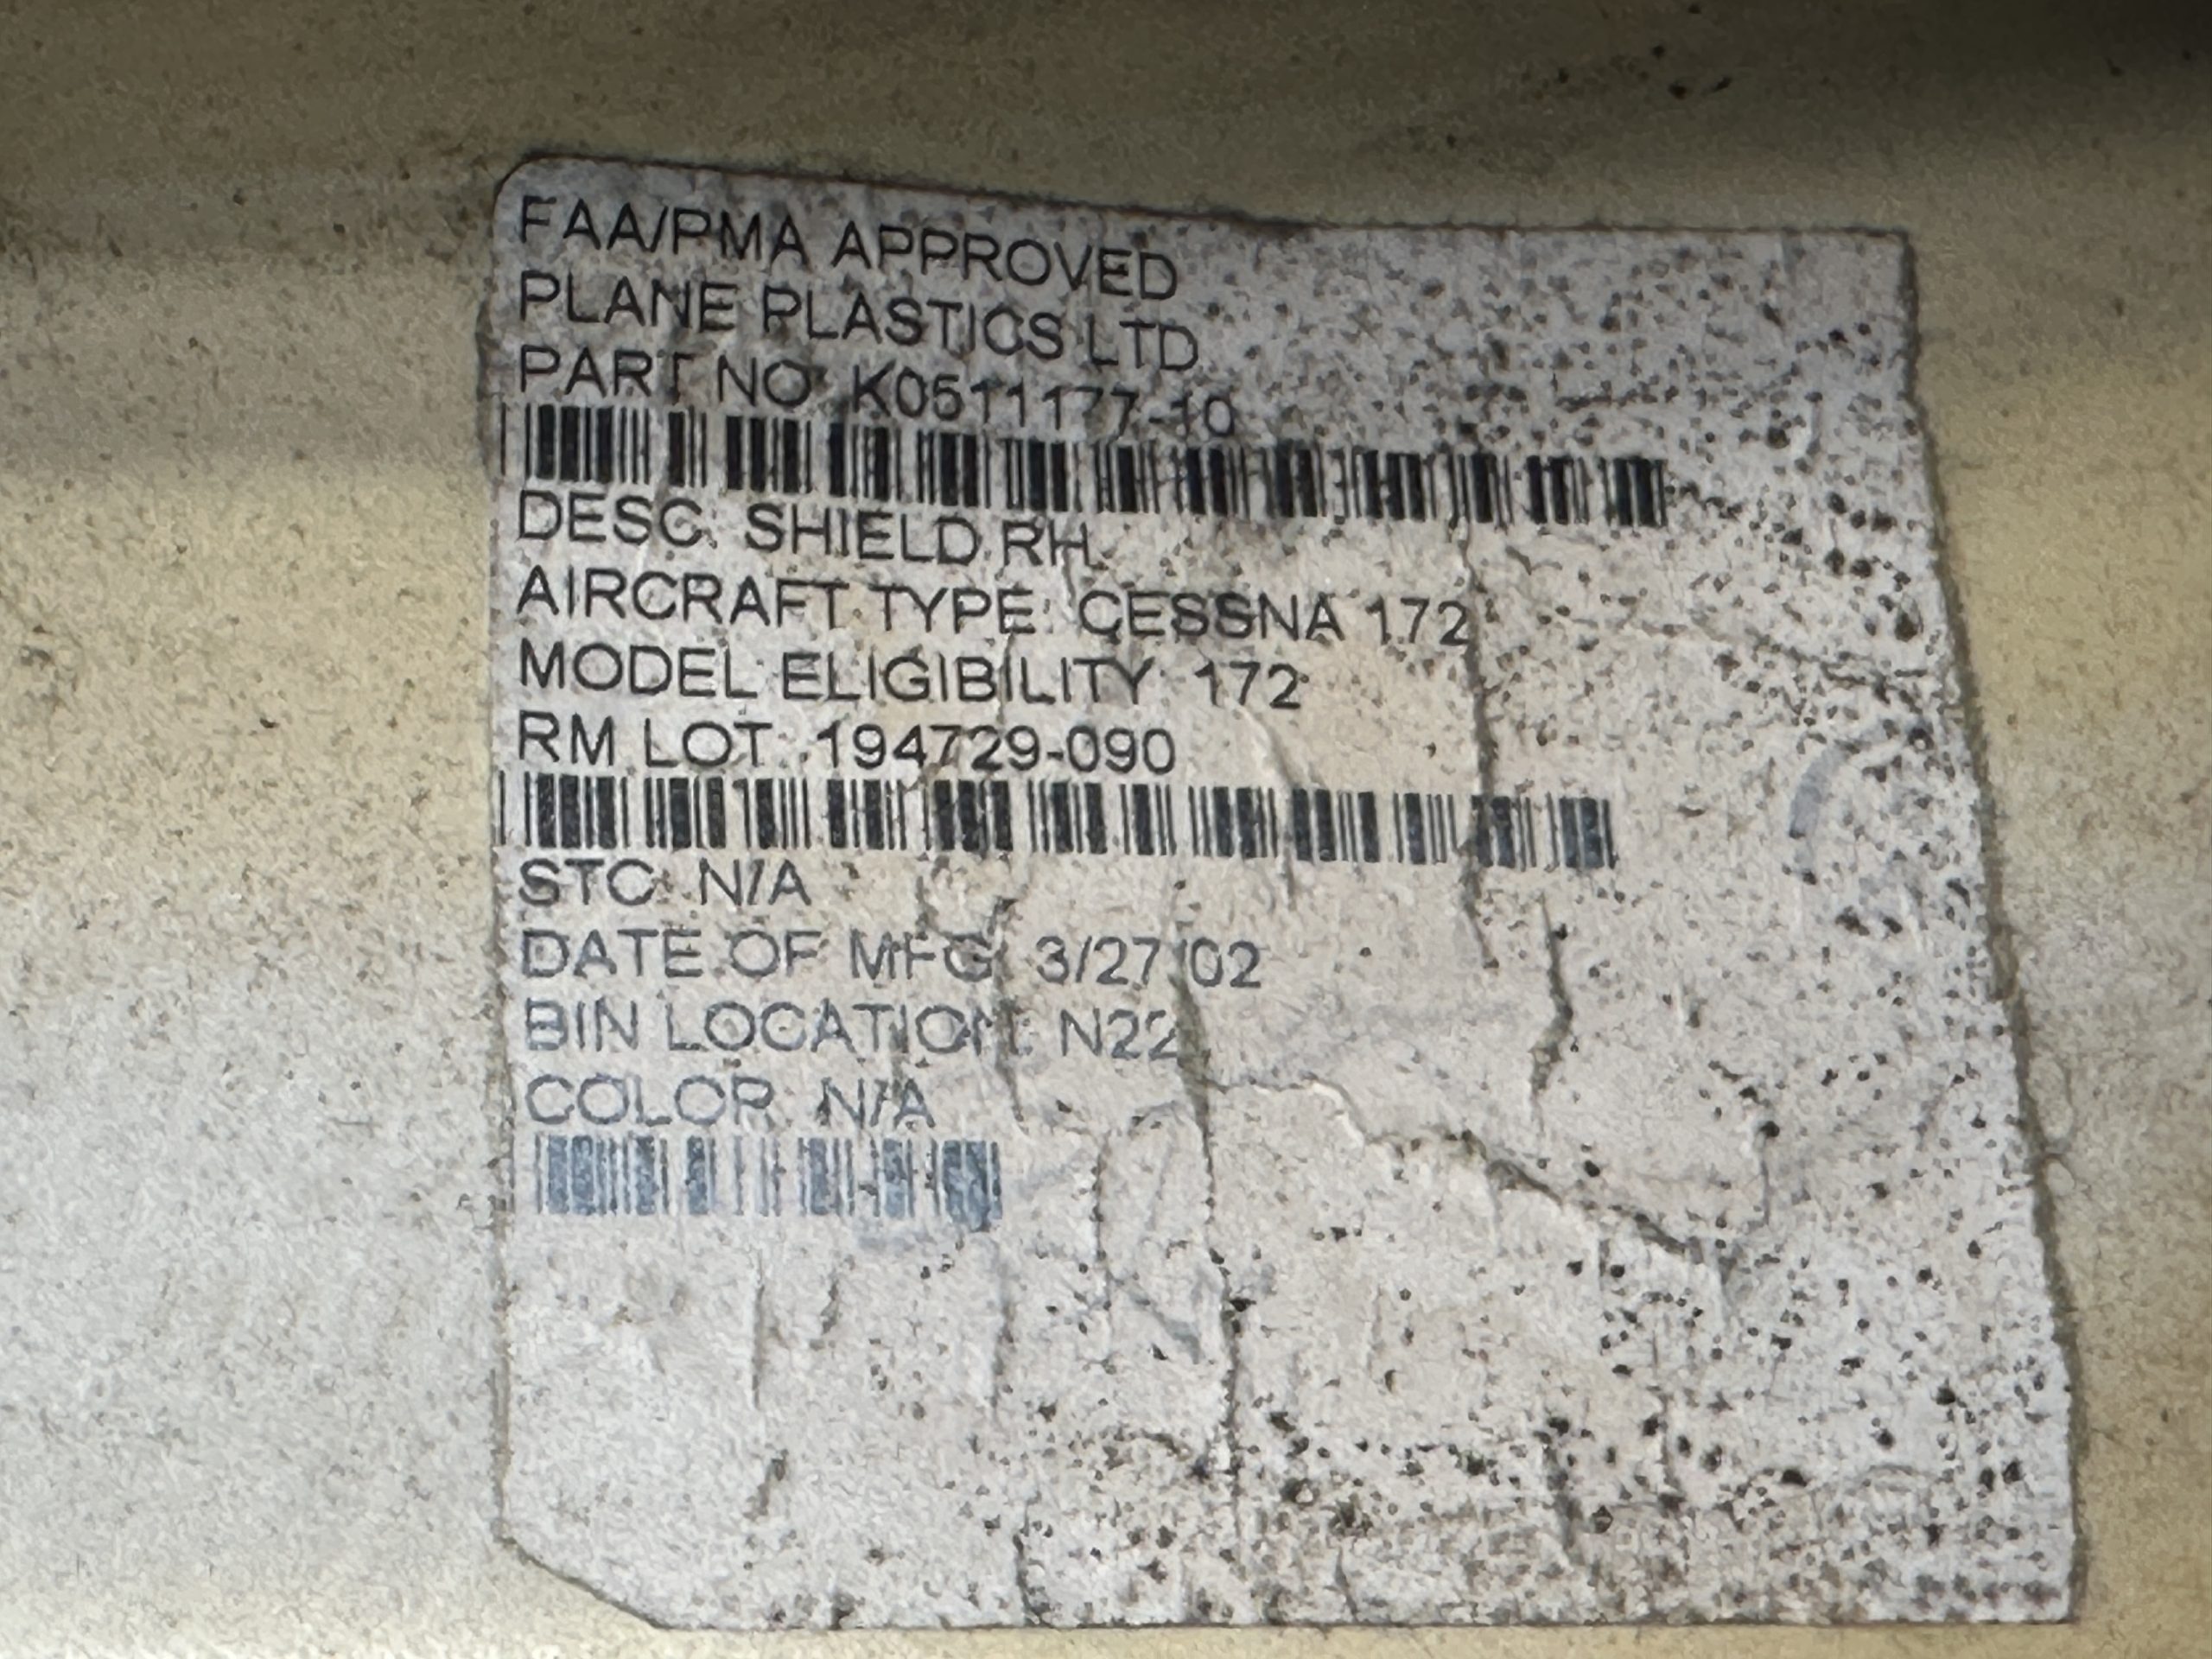 FAA/PMA APPROVED
PLANE PLASTICS LTD
PART NO: K0511177-10
DESC: SHIELD RH
AIRCRAFT TYPE: CESSNA 172
MODEL ELIGIBILITY: 172
RM LOT: 194729-090
STC: N/A
DATE OF MFG: 3/27/02
BIN LOCATION: N22
COLOR: N/A